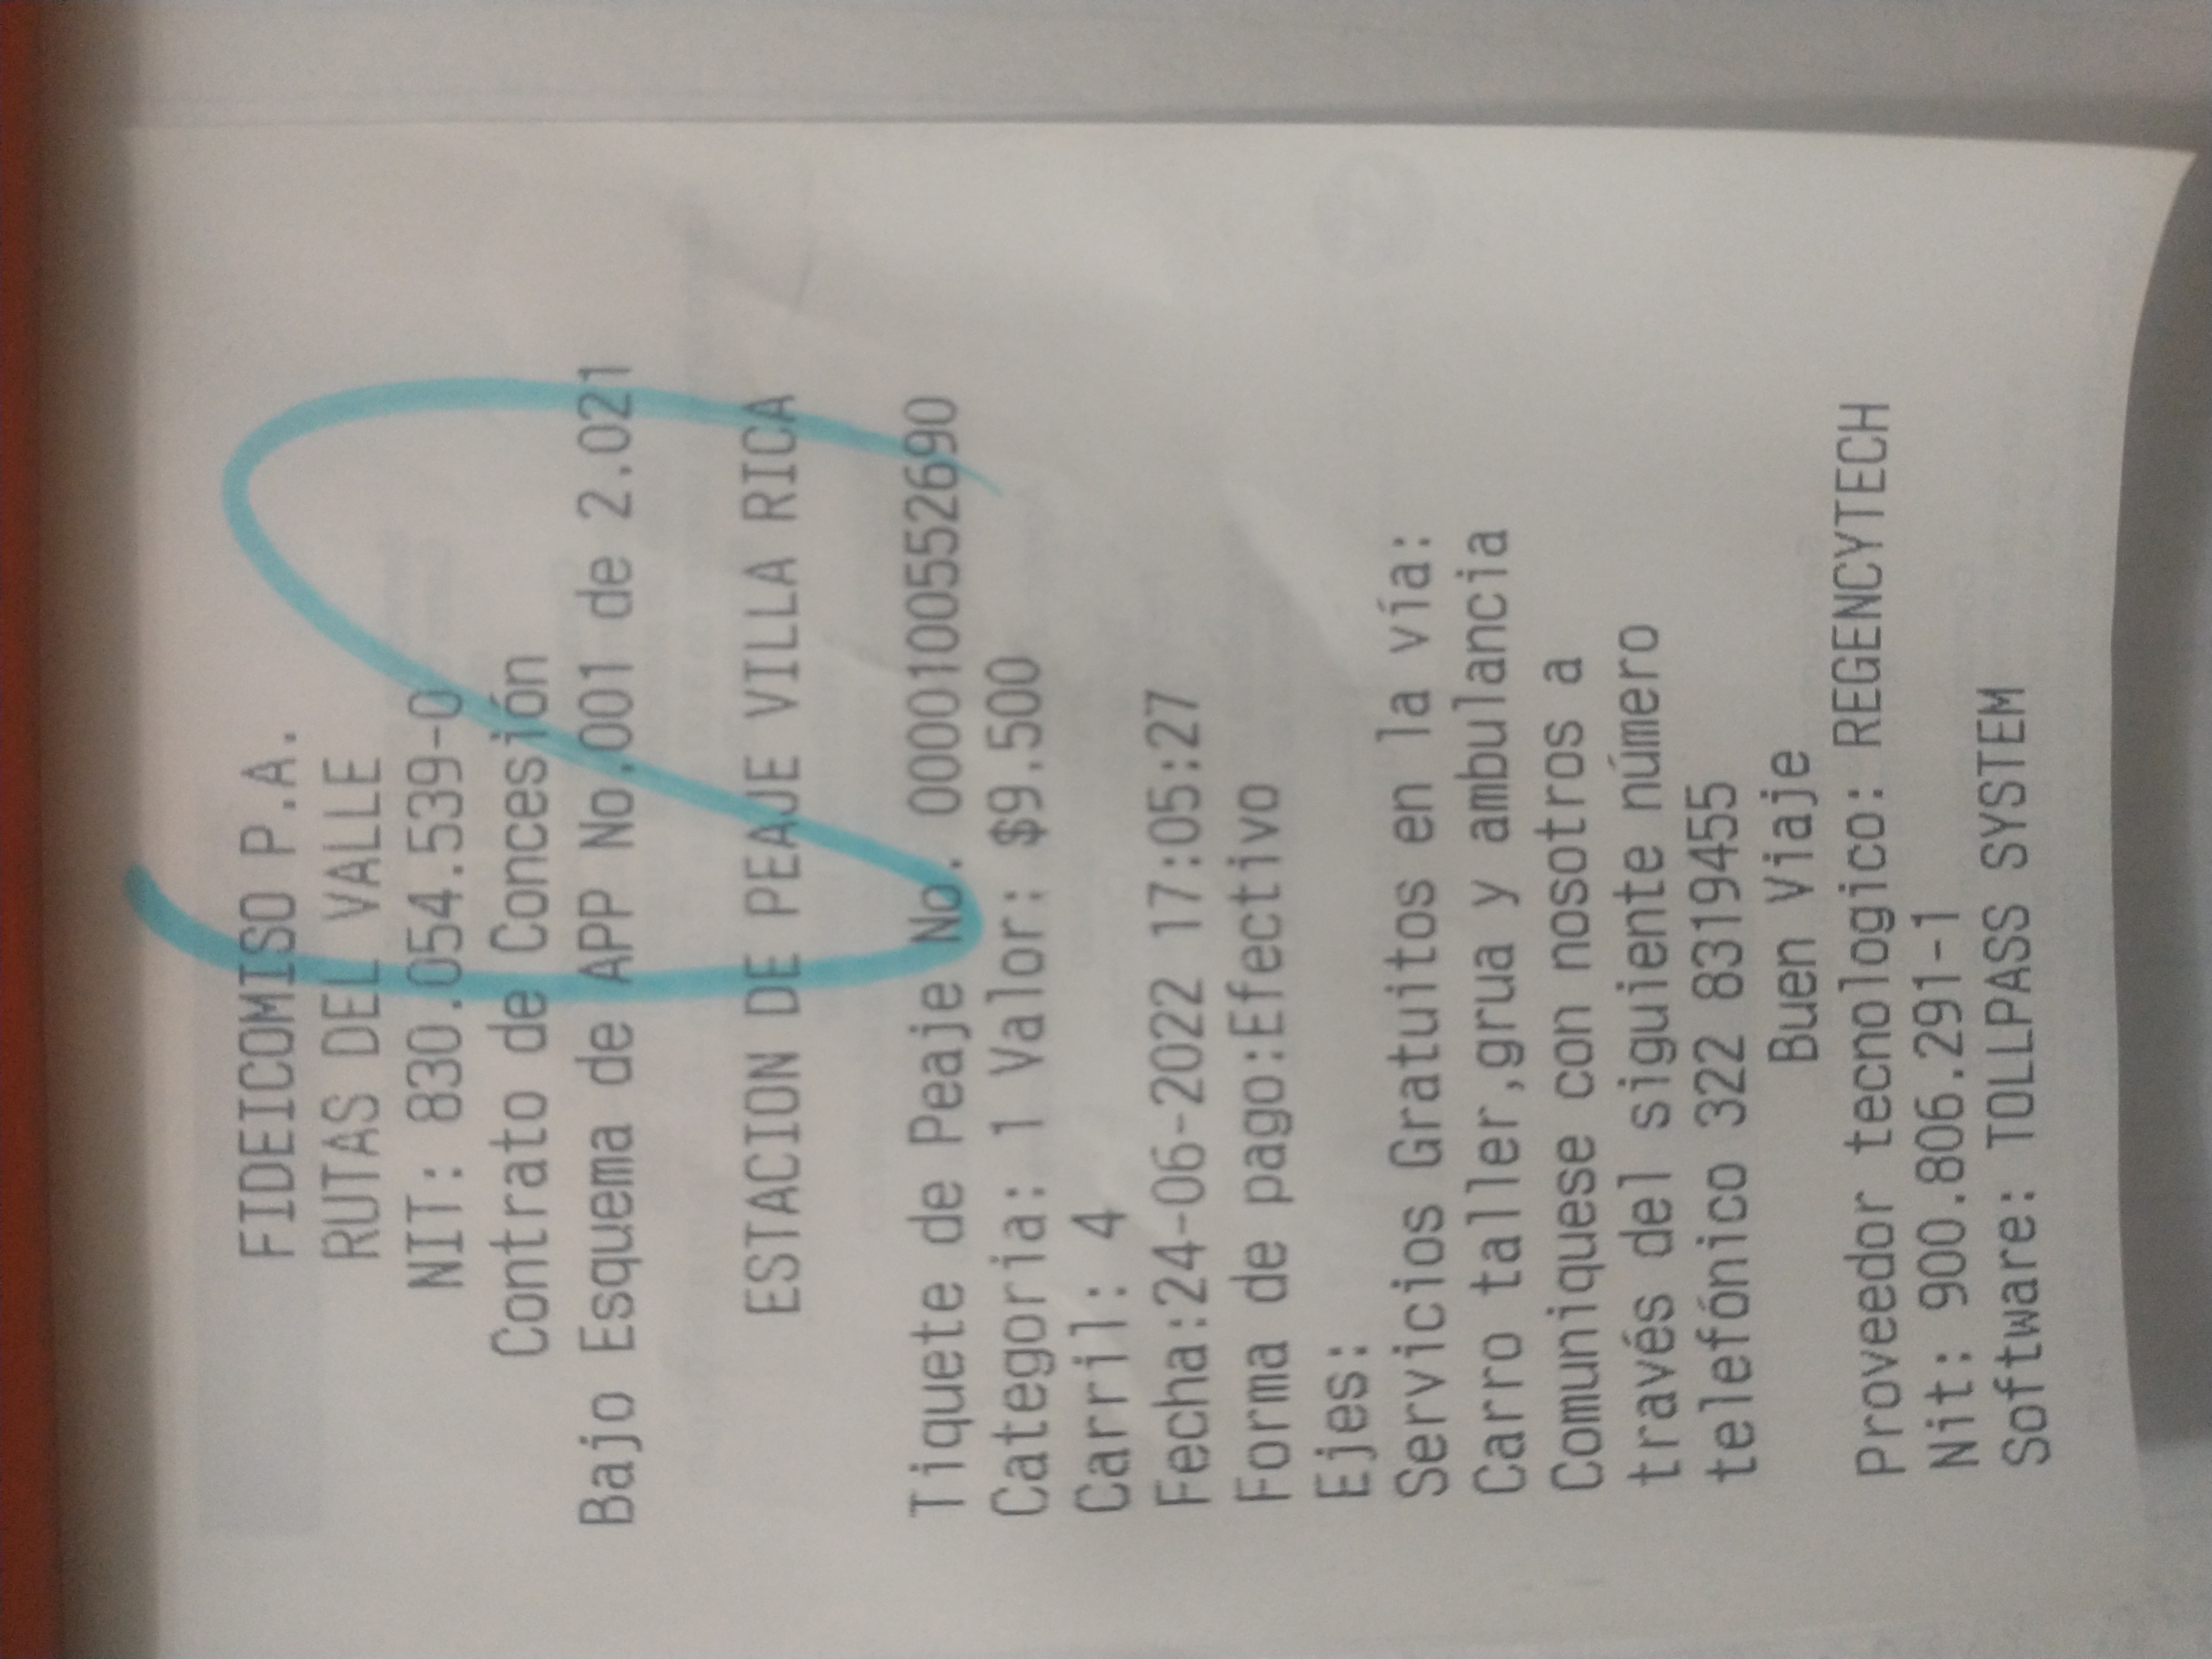 FIDEICOMISO P.A.
RUTAS DEL VALLE
NIT: 830.054.539-0
Contrato de Concesión
Bajo Esquema de APP No.001 de 2.021
ESTACION DE PEAJE VILLA RICA
Tiquete de Peaje No. 0000100552690
Categoria: 1 Valor: $9.500
Carril: 4
Fecha:24-06-2022 17:05:27
Forma de pago:Efectivo
Ejes:
Servicios Gratuitos en la vía:
Carro taller,grua y ambulancia
Comuniquese con nosotros a
través del siguiente número
telefónico 322 8319455
Buen Viaje
Proveedor tecnologico: REGENCYTECH
Nit: 900.806.291-1
Software: TOLLPASS SYSTEM